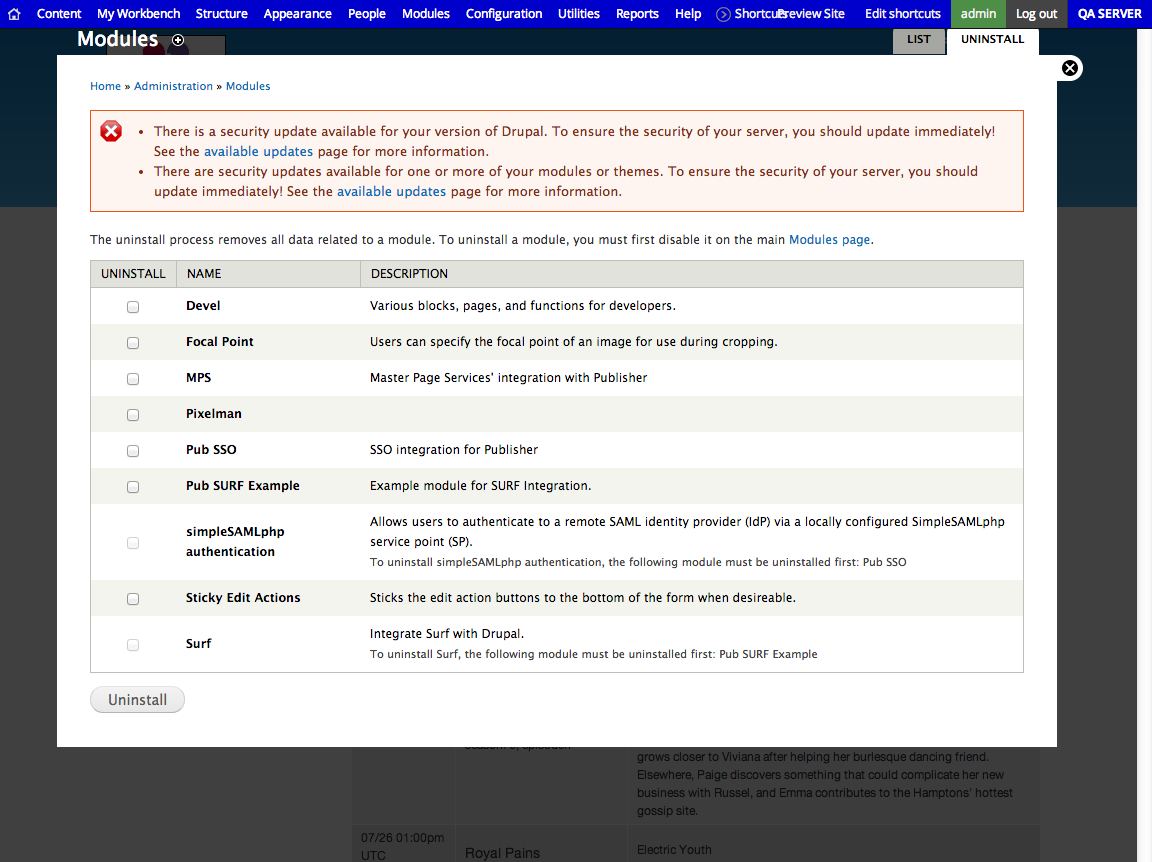 Content My Workbench Structure Appearance People Modules Configuration Utilities Reports Help Shortcuts Preview Site Edit shortcuts admin Log out QA SERVER
Modules
LIST UNINSTALL
Home » Administration » Modules
• There is a security update available for your version of Drupal. To ensure the security of your server, you should update immediately!
See the available updates page for more information.
• There are security updates available for one or more of your modules or themes. To ensure the security of your server, you should
update immediately! See the available updates page for more information.
The uninstall process removes all data related to a module. To uninstall a module, you must first disable it on the main Modules page.
UNINSTALL NAME DESCRIPTION
Devel Various blocks, pages, and functions for developers.
Focal Point Users can specify the focal point of an image for use during cropping.
MPS Master Page Services' integration with Publisher
Pixelman
Pub SSO SSO integration for Publisher
Pub SURF Example Example module for SURF Integration.
simpleSAMLphp
authentication
Allows users to authenticate to a remote SAML identity provider (IdP) via a locally configured SimpleSAMLphp
service point (SP).
To uninstall simpleSAMLphp authentication, the following module must be uninstalled first: Pub SSO
Sticky Edit Actions Sticks the edit action buttons to the bottom of the form when desireable.
Surf
Integrate Surf with Drupal.
To uninstall Surf, the following module must be uninstalled first: Pub SURF Example
Uninstall
grows closer to Viviana after helping her burlesque dancing friend.
Elsewhere, Paige discovers something that could complicate her new
business with Russel, and Emma contributes to the Hamptons' hottest
gossip site.
07/26 01:00pm
UTC
Royal Pains
Electric Youth